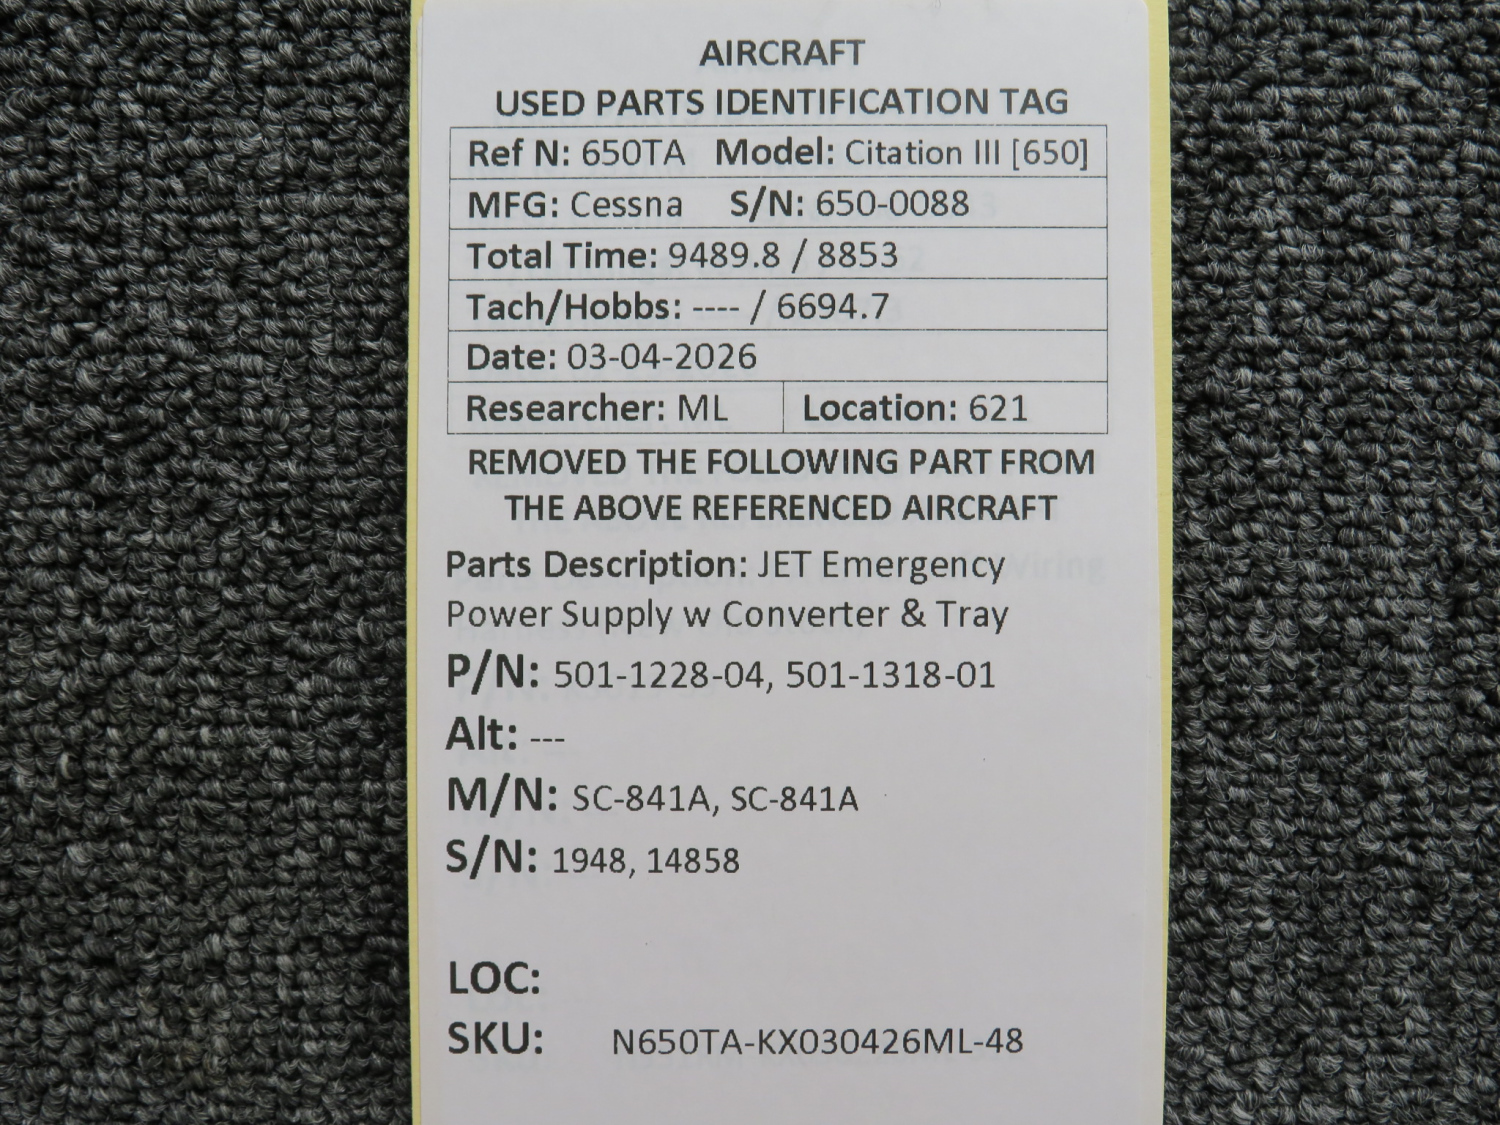 AIRCRAFT
USED PARTS IDENTIFICATION TAG
Ref N: 650TA Model: Citation III [650]
MFG: Cessna S/N: 650-0088
Total Time: 9489.8 / 8853
Tach/Hobbs: ---- / 6694.7
Date: 03-04-2026
Researcher: ML Location: 621
REMOVED THE FOLLOWING PART FROM
THE ABOVE REFERENCED AIRCRAFT
Parts Description: JET Emergency
Power Supply w Converter & Tray
P/N: 501-1228-04, 501-1318-01
Alt: ---
M/N: SC-841A, SC-841A
S/N: 1948, 14858
LOC:
SKU: N650TA-KX030426ML-48